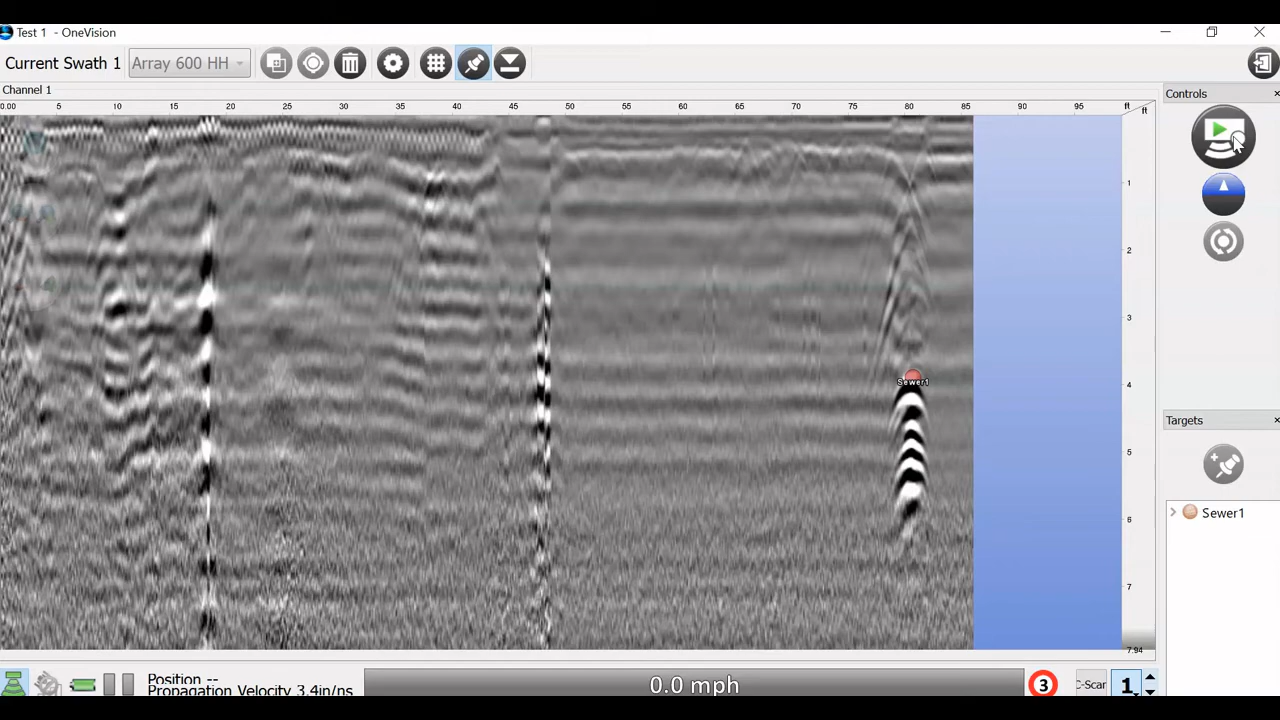 Test 1 - OneVision
Current Swath 1 Array 600 HH
Channel 1
0.00 5 10 15 20 25 30 35 40 45 50 55 60 65 70 75 80 85 90 95 ft ft
1
2
3
4
5
6
7
7.94
Sewer1
Controls
Targets
Sewer1
Position --
Propagation Velocity 3.4in/ns
0.0 mph
3
C-Scar
1